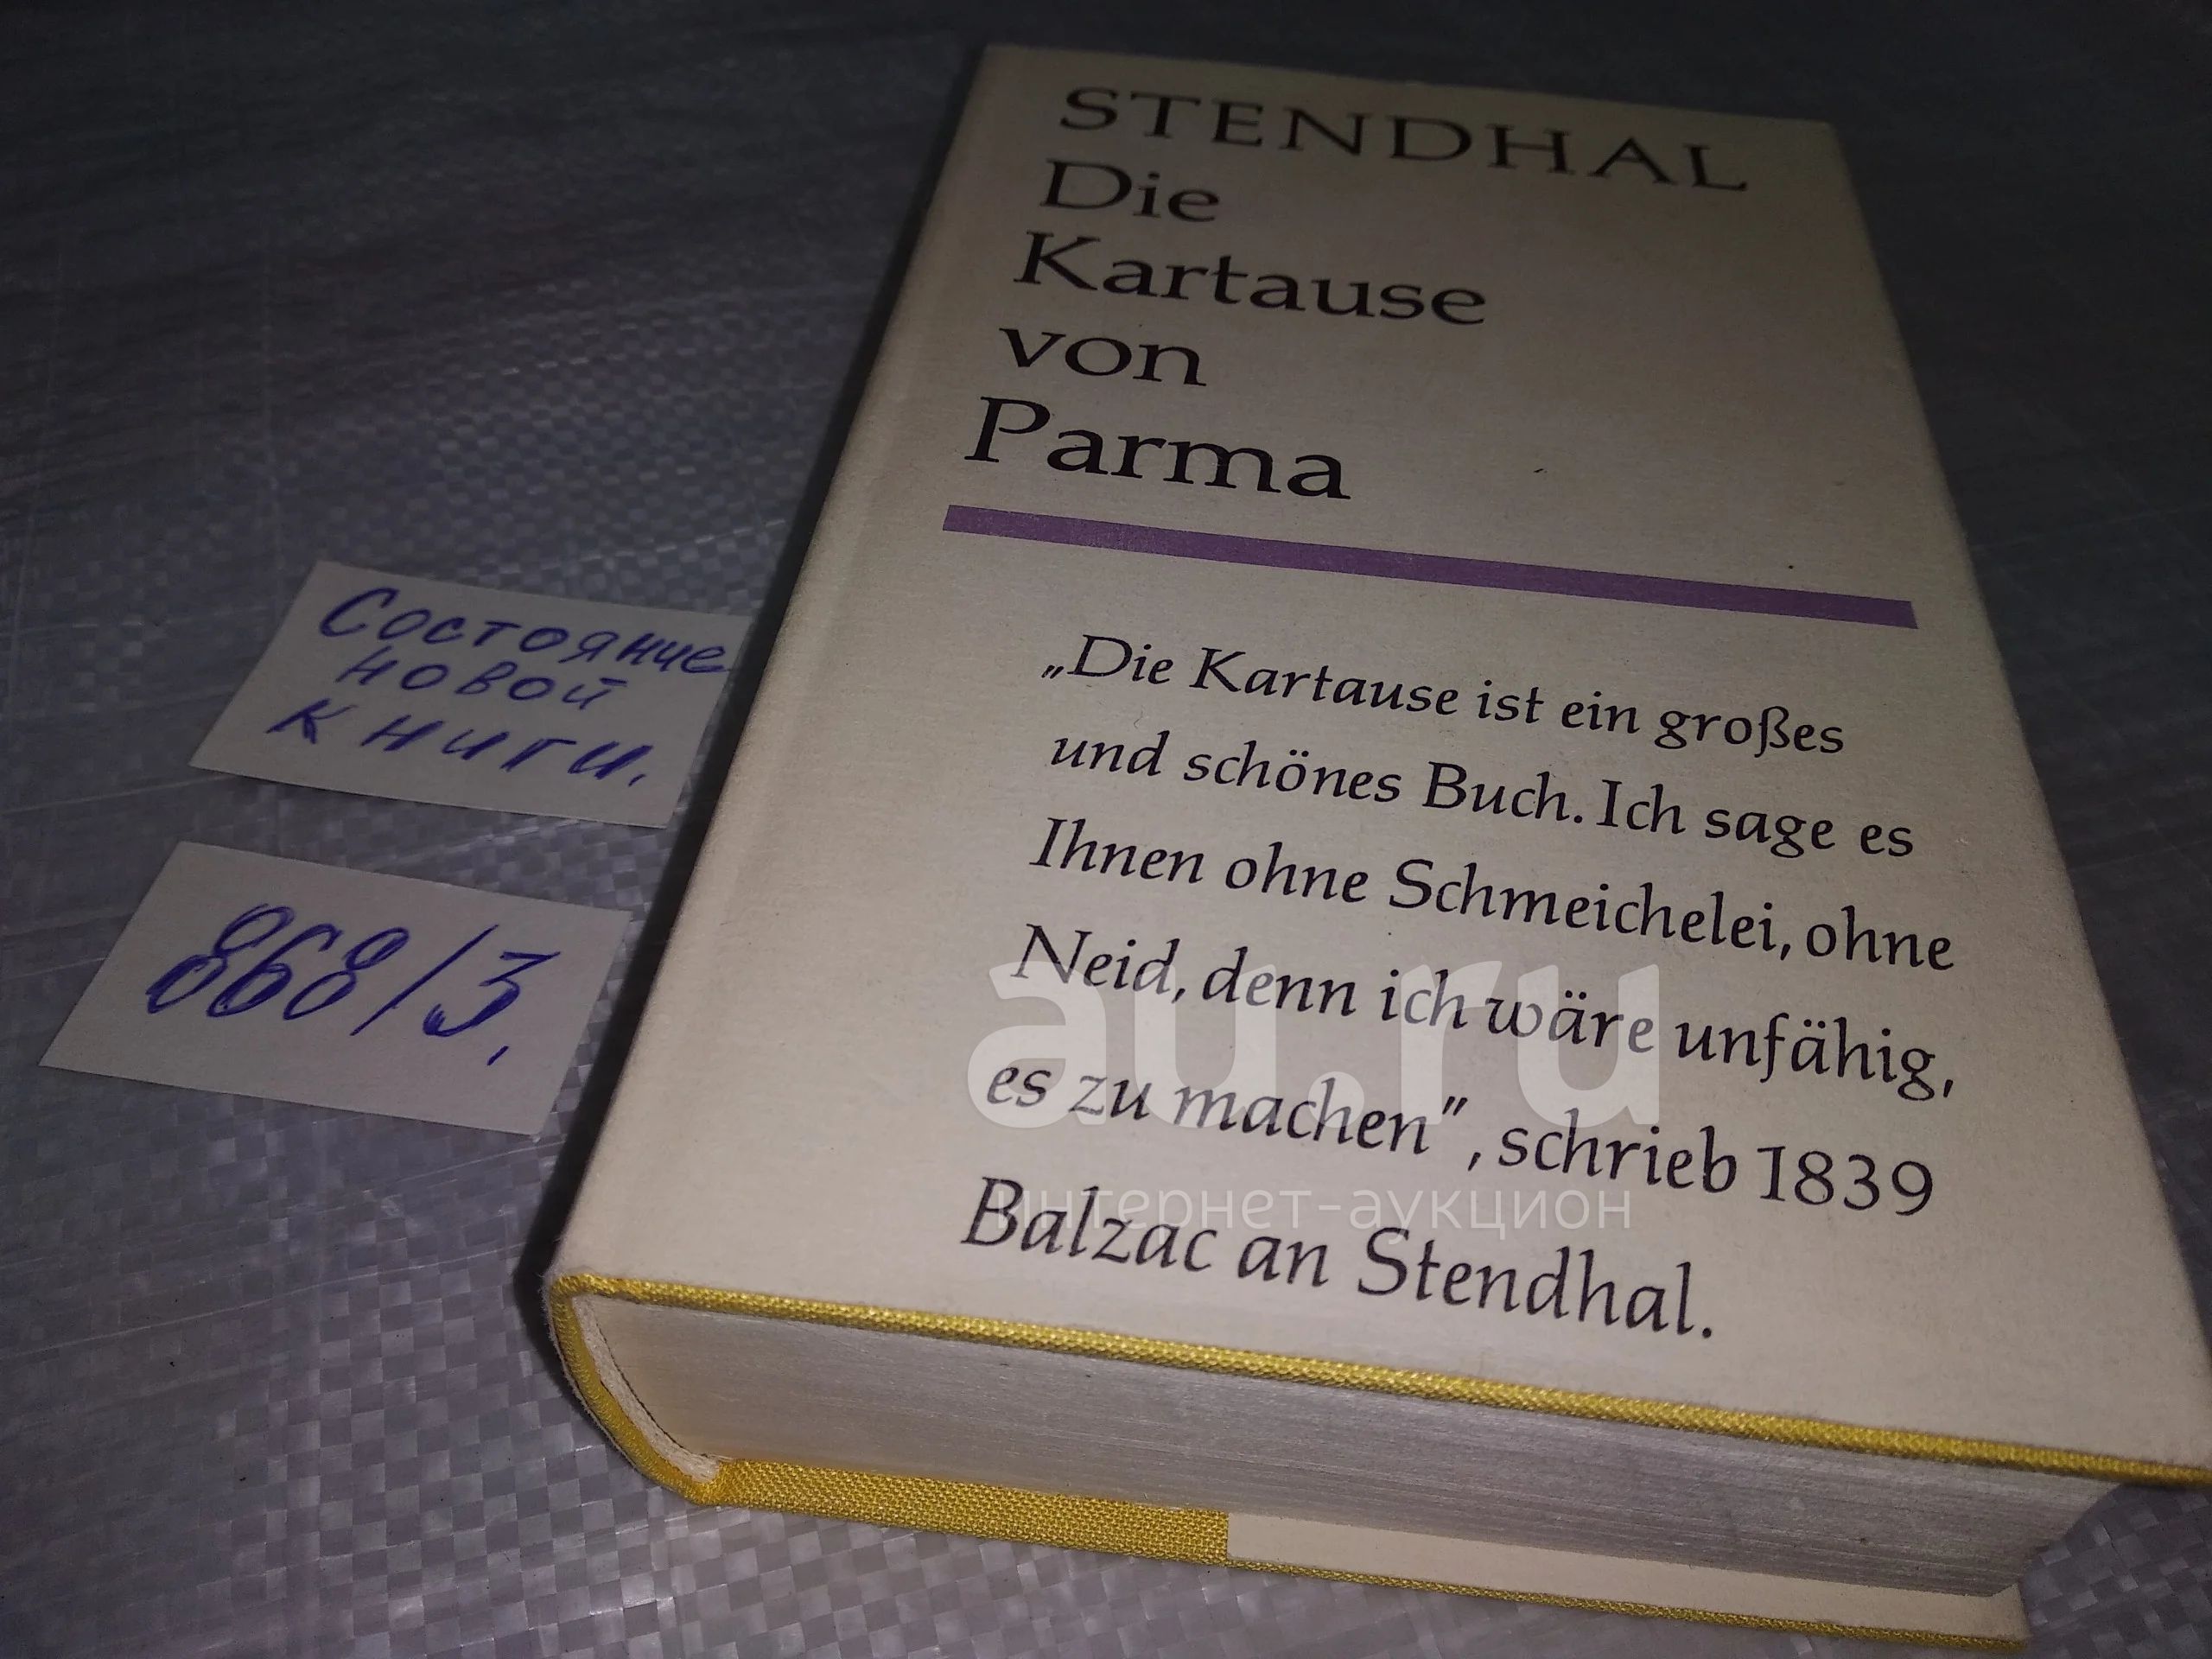 STENDHAL
Die
Kartause
von
Parma
„Die Kartause ist ein großes
und schönes Buch. Ich sage es
Ihnen ohne Schmeichelei, ohne
Neid, denn ich wäre unfähig,
es zu machen”, schrieb 1839
Balzac an Stendhal.
Состояние
новой
книги.
868/3,
au.ru
интернет-аукцион